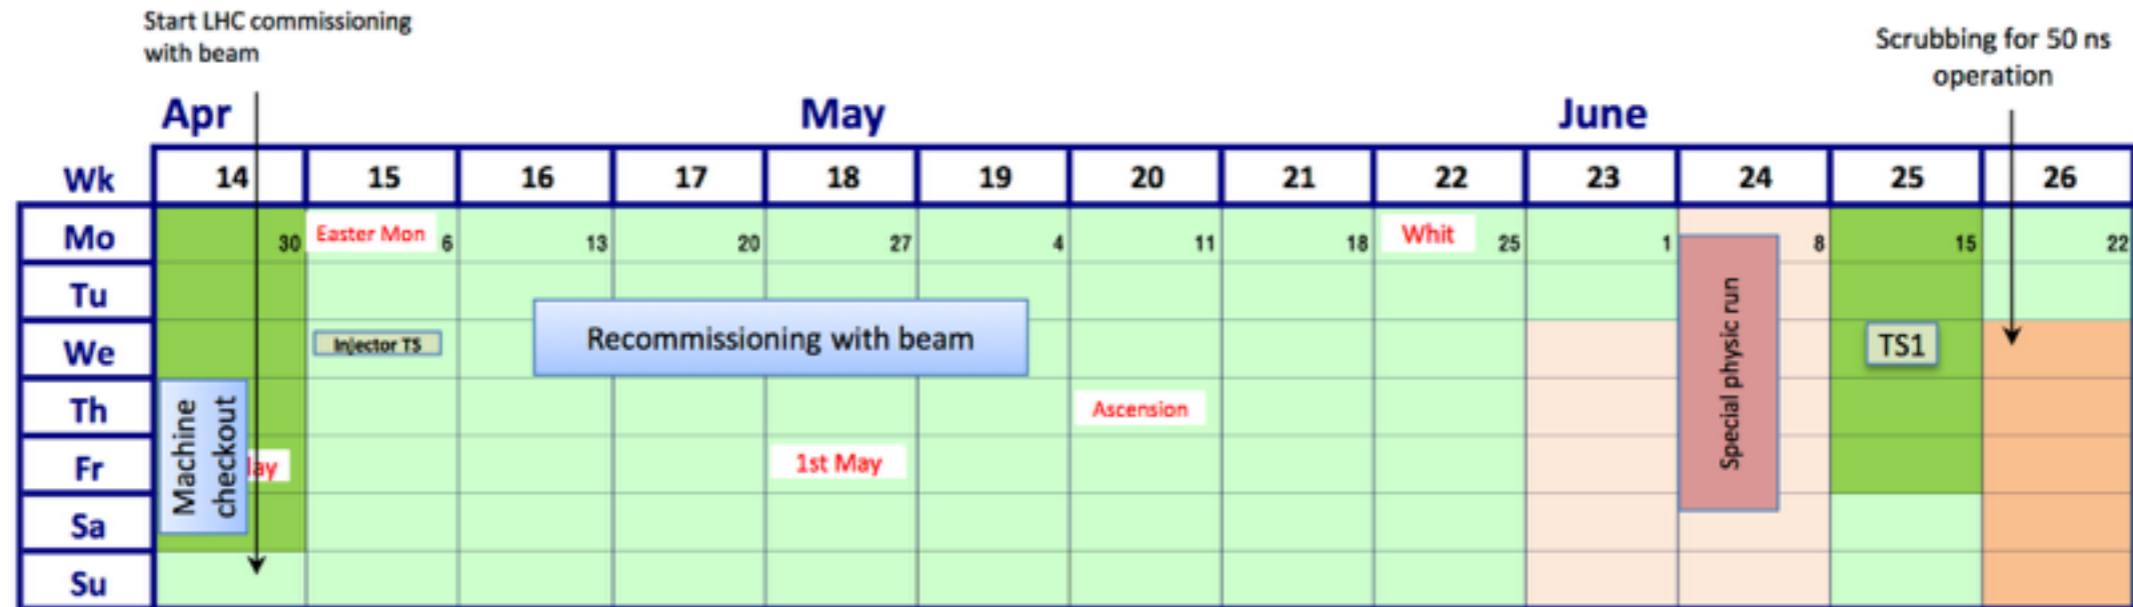 Start LHC commissioning
with beam
Scrubbing for 50 ns
operation
Apr May June
Wk 14 15 16 17 18 19 20 21 22 23 24 25 26
Mo 30 Easter Mon 6 13 20 27 4 11 18 Whit 25 1 8 15 22
Tu
We Injector TS Recommissioning with beam TS1
Th Ascension
Machine
checkout
Special physic run
Fr 1st May
Sa
Su